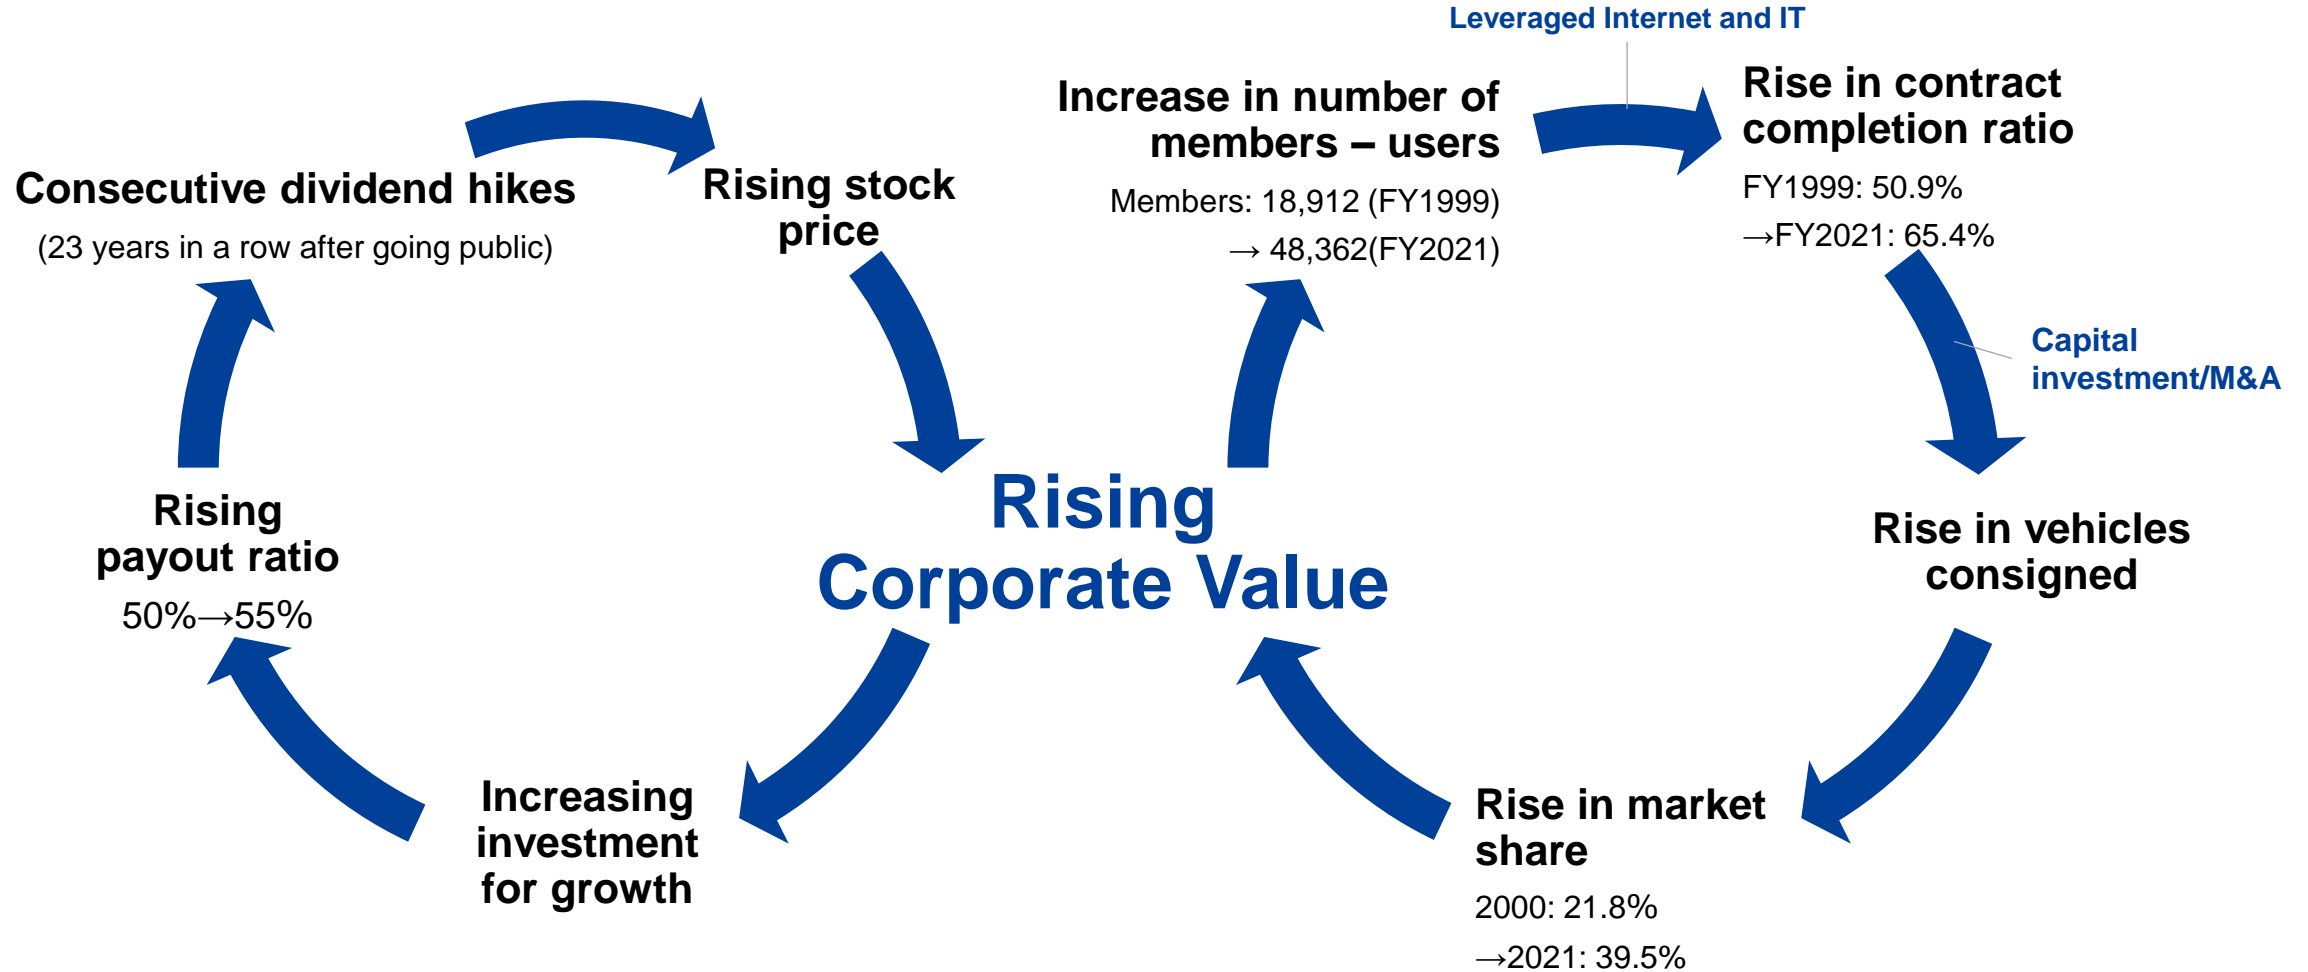 Leveraged Internet and IT
Consecutive dividend hikes
(23 years in a row after going public)
Rising stock
price
Increase in number of
members – users
Members: 18,912 (FY1999)
→ 48,362(FY2021)
Rise in contract
completion ratio
FY1999: 50.9%
→FY2021: 65.4%
Capital
investment/M&A
Rising
payout ratio
50%→55%
Rising
Corporate Value
Rise in vehicles
consigned
Increasing
investment
for growth
Rise in market
share
2000: 21.8%
→2021: 39.5%